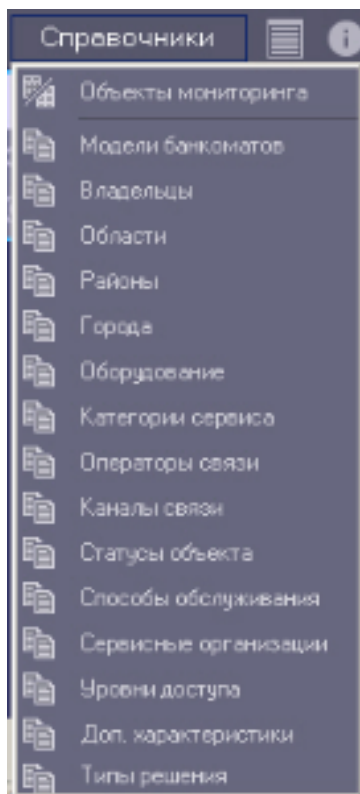 Справочники
Объекты мониторинга
Модели банкоматов
Владельцы
Области
Районы
Города
Оборудование
Категории сервиса
Операторы связи
Каналы связи
Статусы объекта
Способы обслуживания
Сервисные организации
Уровни доступа
Доп. характеристики
Типы решения